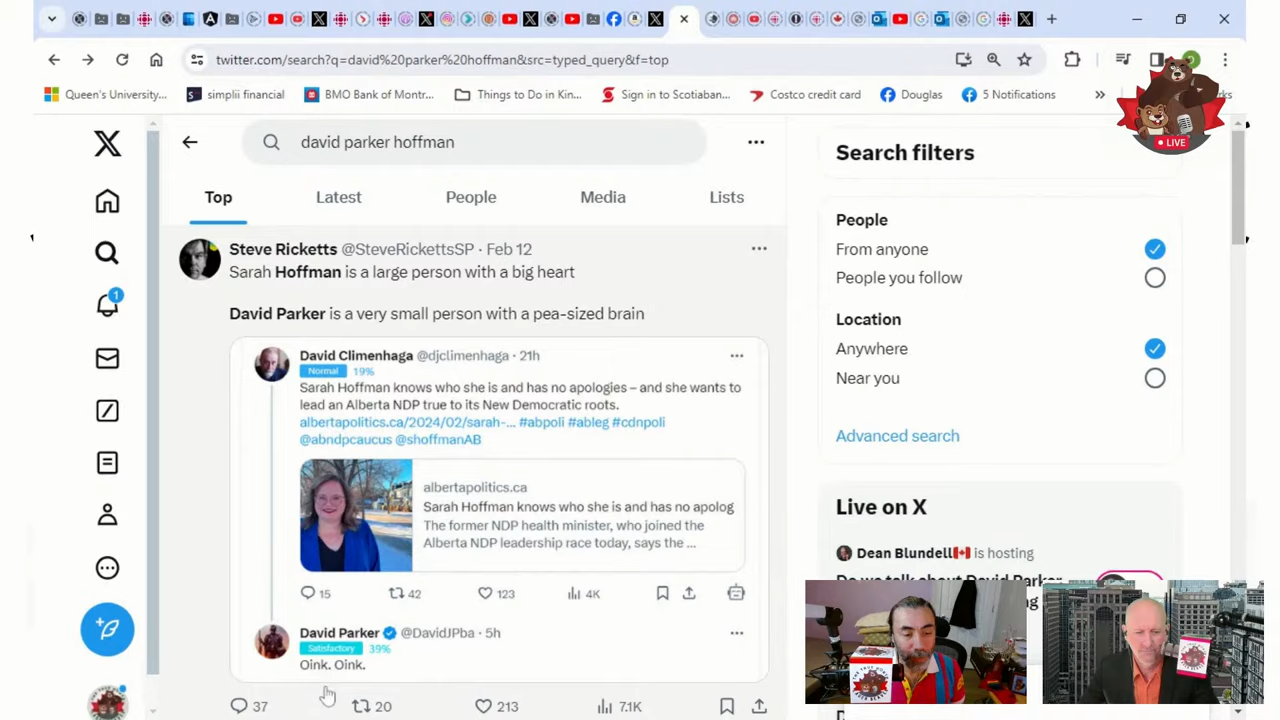 twitter.com/search?q=david%20parker%20hoffman&src=typed_query&f=top
Queen's University...
simplii financial
BMO Bank of Montr...
Things to Do in Kin...
Sign in to Scotiaban...
Costco credit card
Douglas
5 Notifications
»
LIVE
david parker hoffman
Search filters
Top
Latest
People
Media
Lists
People
From anyone
People you follow
Location
Anywhere
Near you
Advanced search
Steve Ricketts @SteveRickettsSP · Feb 12
Sarah Hoffman is a large person with a big heart
David Parker is a very small person with a pea-sized brain
David Climenhaga @djclimenhaga · 21h
Normal 19%
Sarah Hoffman knows who she is and has no apologies – and she wants to
lead an Alberta NDP true to its New Democratic roots.
albertapolitics.ca/2024/02/sarah-... #abpoli #ableg #cdnpoli
@abndpcaucus @shoffmanAB
albertapolitics.ca
Sarah Hoffman knows who she is and has no apolog
The former NDP health minister, who joined the
Alberta NDP leadership race today, says the ...
15 42 123 4K
David Parker @DavidJPba · 5h
Satisfactory 39%
Oink. Oink.
37 20 213 7.1K
1
Live on X
Dean Blundell is hosting
Do we talk about David Parker